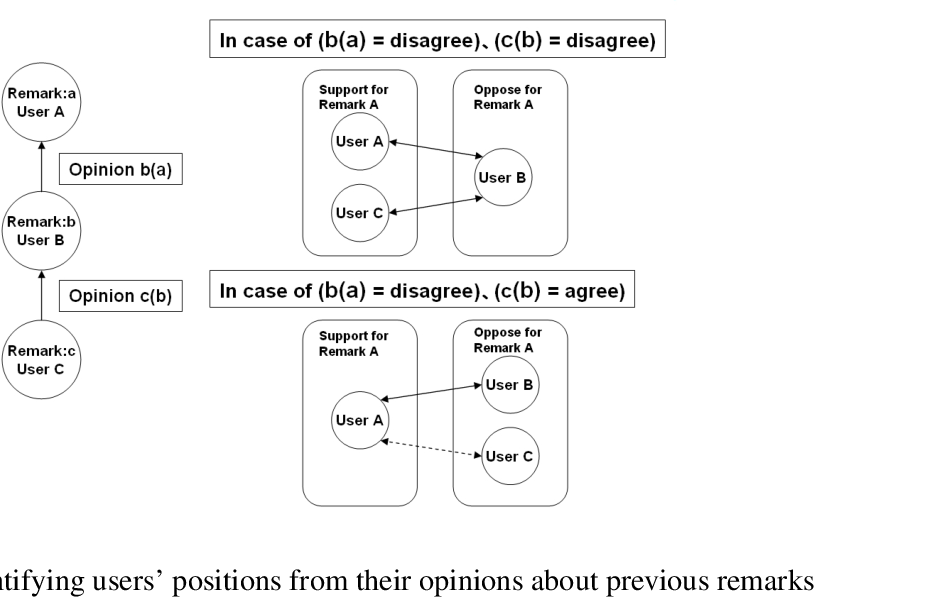 Remark:a
User A
Opinion b(a)
Remark:b
User B
Opinion c(b)
Remark:c
User C
In case of (b(a) = disagree)、(c(b) = disagree)
Support for
Remark A
User A
User C
Oppose for
Remark A
User B
In case of (b(a) = disagree)、(c(b) = agree)
Support for
Remark A
User A
Oppose for
Remark A
User B
User C
users’ positions from their opinions about previous remarks